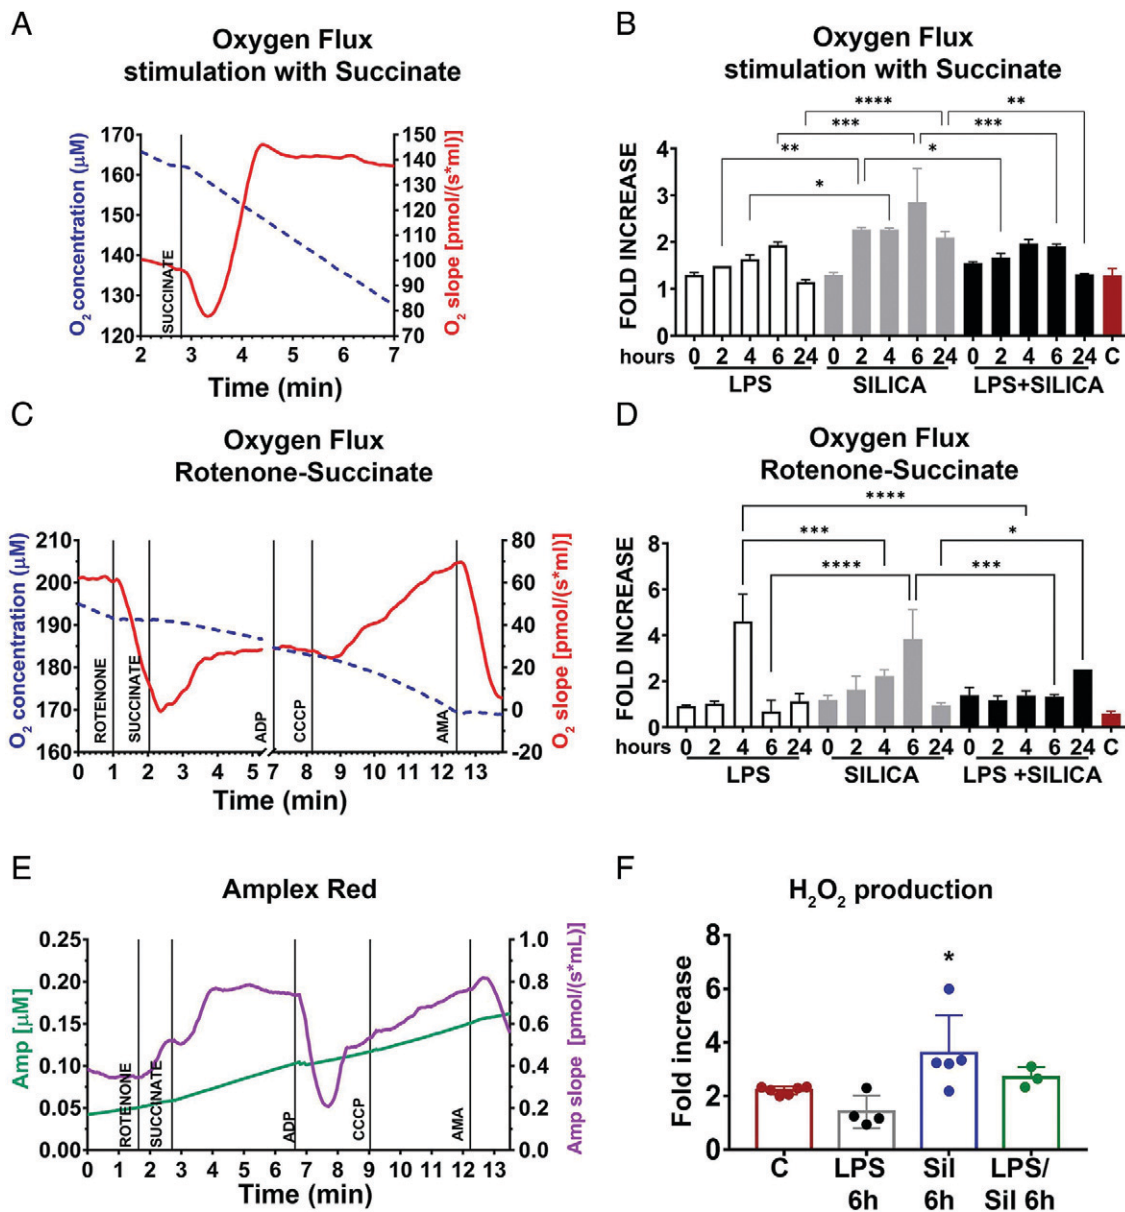 A
Oxygen Flux
stimulation with Succinate
O₂ concentration (μM)
170
160
150
140
130
120
SUCCINATE
150
140
130
120
110
100
90
80
70
O₂ slope [pmol/(s*ml)]
2 3 4 5 6 7
Time (min)
B
Oxygen Flux
stimulation with Succinate
**** **
*** ***
** *
*
FOLD INCREASE
4
3
2
1
0
hours 0 2 4 6 24 0 2 4 6 24 0 2 4 6 24 C
LPS SILICA LPS+SILICA
C
Oxygen Flux
Rotenone-Succinate
O₂ concentration (μM)
210
200
190
180
170
160
ROTENONE
SUCCINATE
ADP
CCCP
AMA
80
60
40
20
0
-20
O₂ slope [pmol/(s*ml)]
0 1 2 3 4 5 7 8 9 10 11 12 13
Time (min)
D
Oxygen Flux
Rotenone-Succinate
****
*** *
**** ***
FOLD INCREASE
8
6
4
2
0
hours 0 2 4 6 24 0 2 4 6 24 0 2 4 6 24 C
LPS SILICA LPS +SILICA
E
Amplex Red
Amp [μM]
0.25
0.20
0.15
0.10
0.05
0.00
ROTENONE
SUCCINATE
ADP
CCCP
AMA
1.0
0.8
0.6
0.4
0.2
0.0
Amp slope [pmol/(s*mL)]
0 1 2 3 4 5 6 7 8 9 10 11 12 13
Time (min)
F
H₂O₂ production
Fold increase
8
6
4
2
0
*
C LPS Sil LPS/
6h 6h Sil 6h